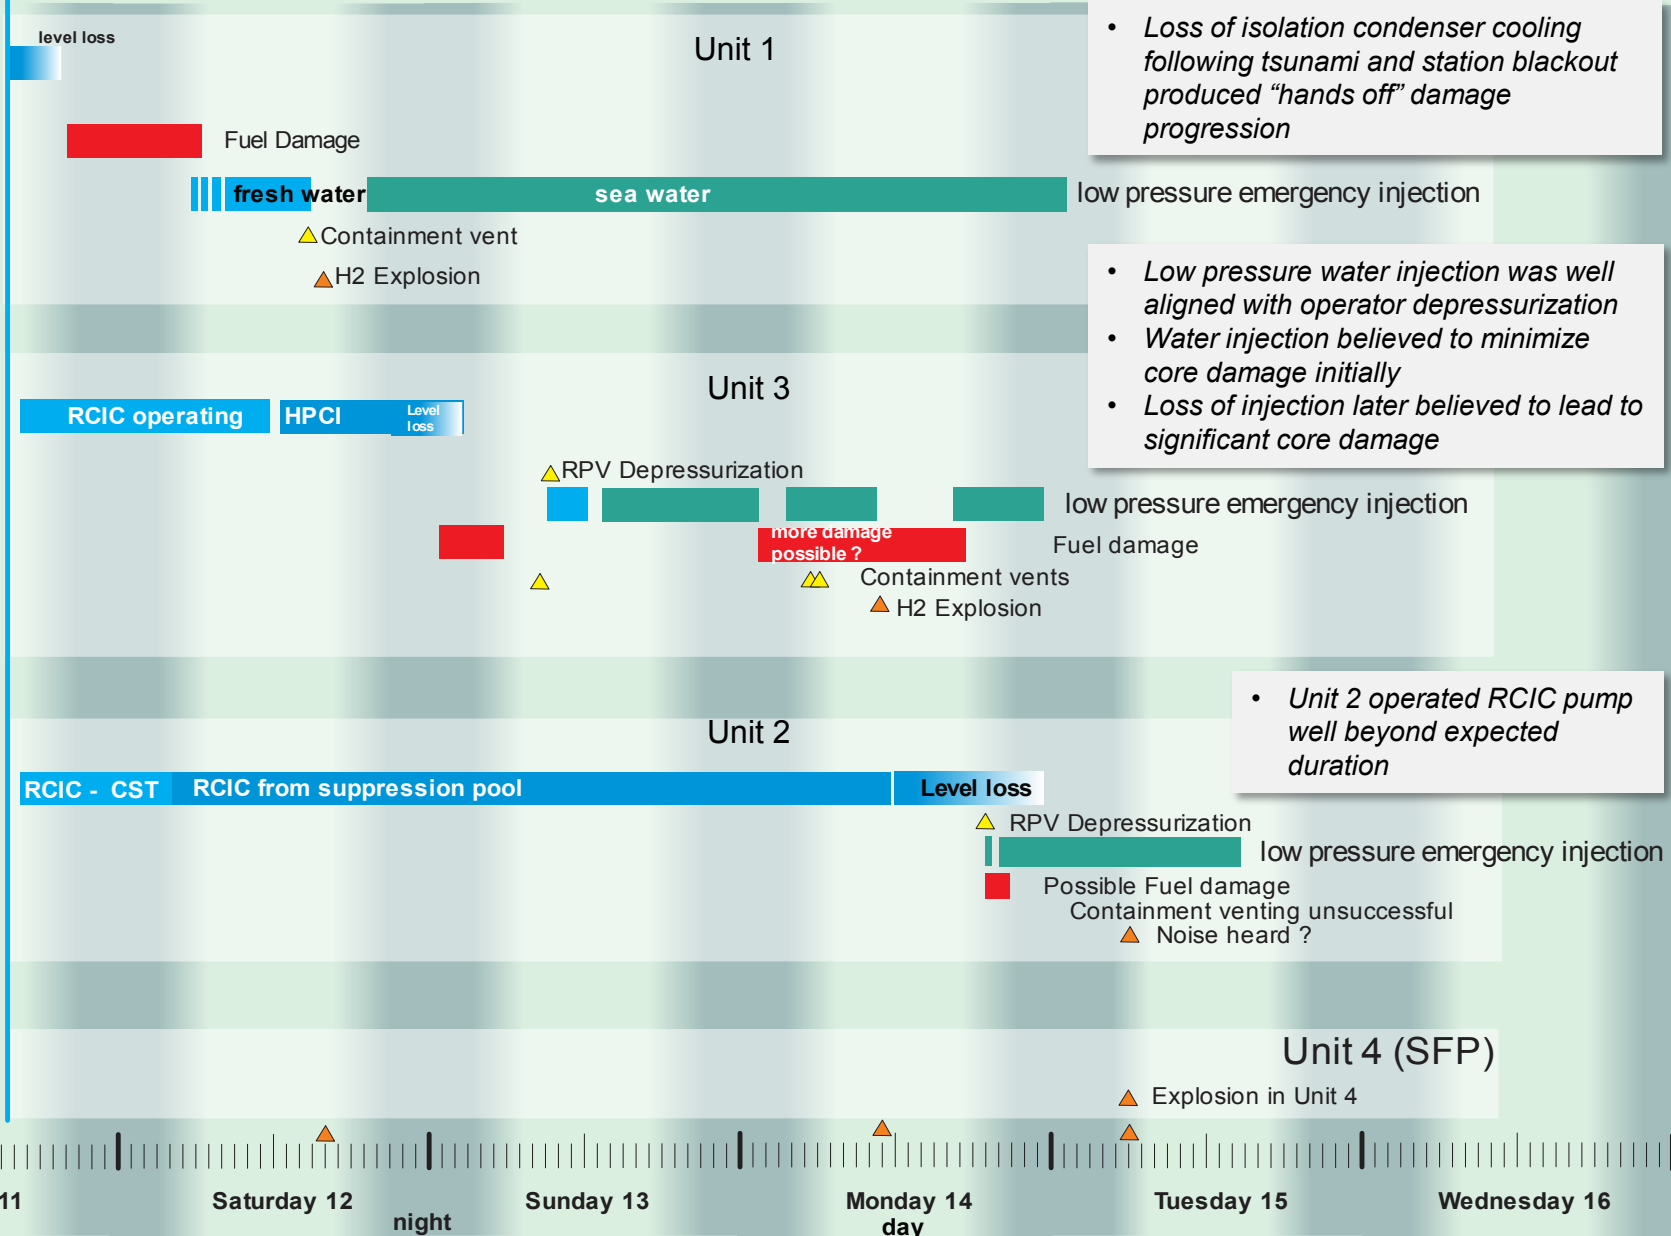 level loss
Unit 1
• Loss of isolation condenser cooling
following tsunami and station blackout
produced “hands off” damage
progression
Fuel Damage
fresh water
sea water
low pressure emergency injection
Containment vent
H2 Explosion
• Low pressure water injection was well
aligned with operator depressurization
• Water injection believed to minimize
core damage initially
• Loss of injection later believed to lead to
significant core damage
Unit 3
RCIC operating
HPCI
Level
loss
RPV Depressurization
low pressure emergency injection
more damage
possible ?
Fuel damage
Containment vents
H2 Explosion
• Unit 2 operated RCIC pump
well beyond expected
duration
Unit 2
RCIC - CST
RCIC from suppression pool
Level loss
RPV Depressurization
low pressure emergency injection
Possible Fuel damage
Containment venting unsuccessful
Noise heard ?
Unit 4 (SFP)
Explosion in Unit 4
11
Saturday 12
Sunday 13
Monday 14
Tuesday 15
Wednesday 16
night
day